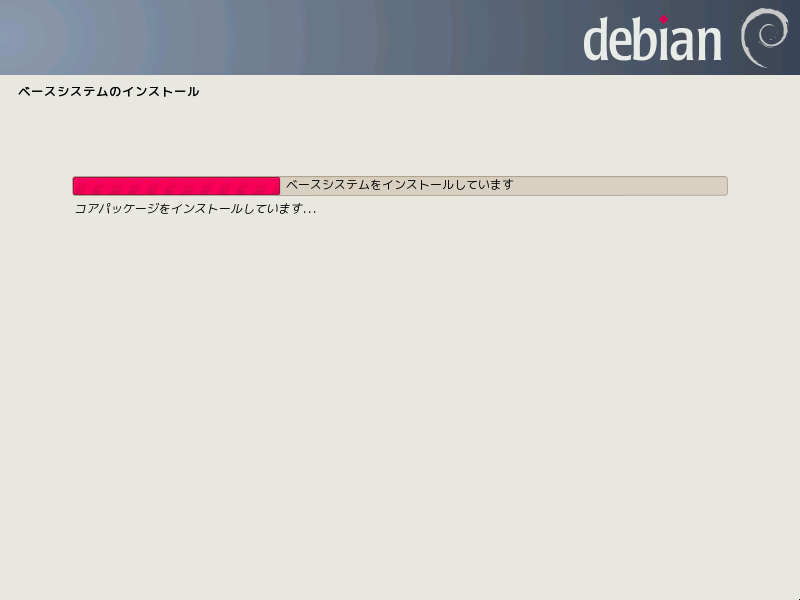 debian
ベースシステムのインストール
ベースシステムをインストールしています
コアパッケージをインストールしています...